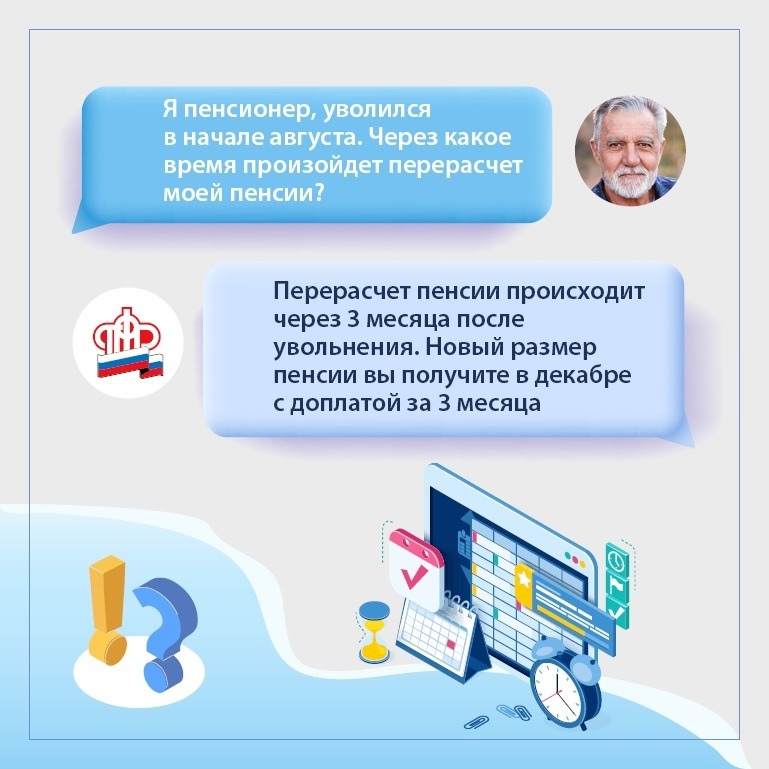 Я пенсионер, уволился
в начале августа. Через какое
время произойдет перерасчет
моей пенсии?
Перерасчет пенсии происходит
через 3 месяца после
увольнения. Новый размер
пенсии вы получите в декабре
с доплатой за 3 месяца